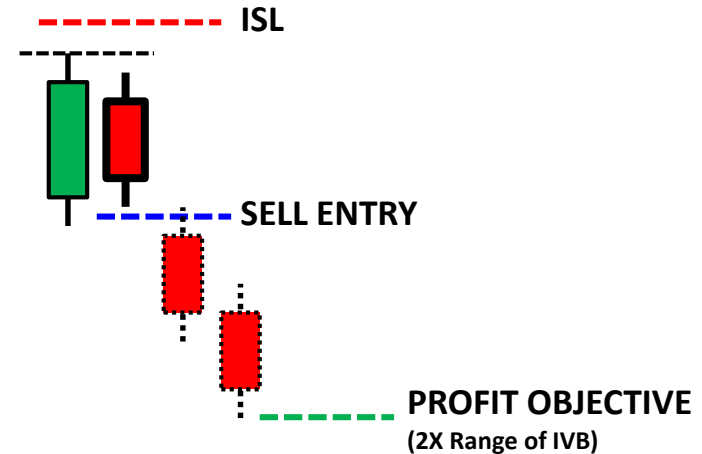 ISL
SELL ENTRY
PROFIT OBJECTIVE
(2X Range of IVB)